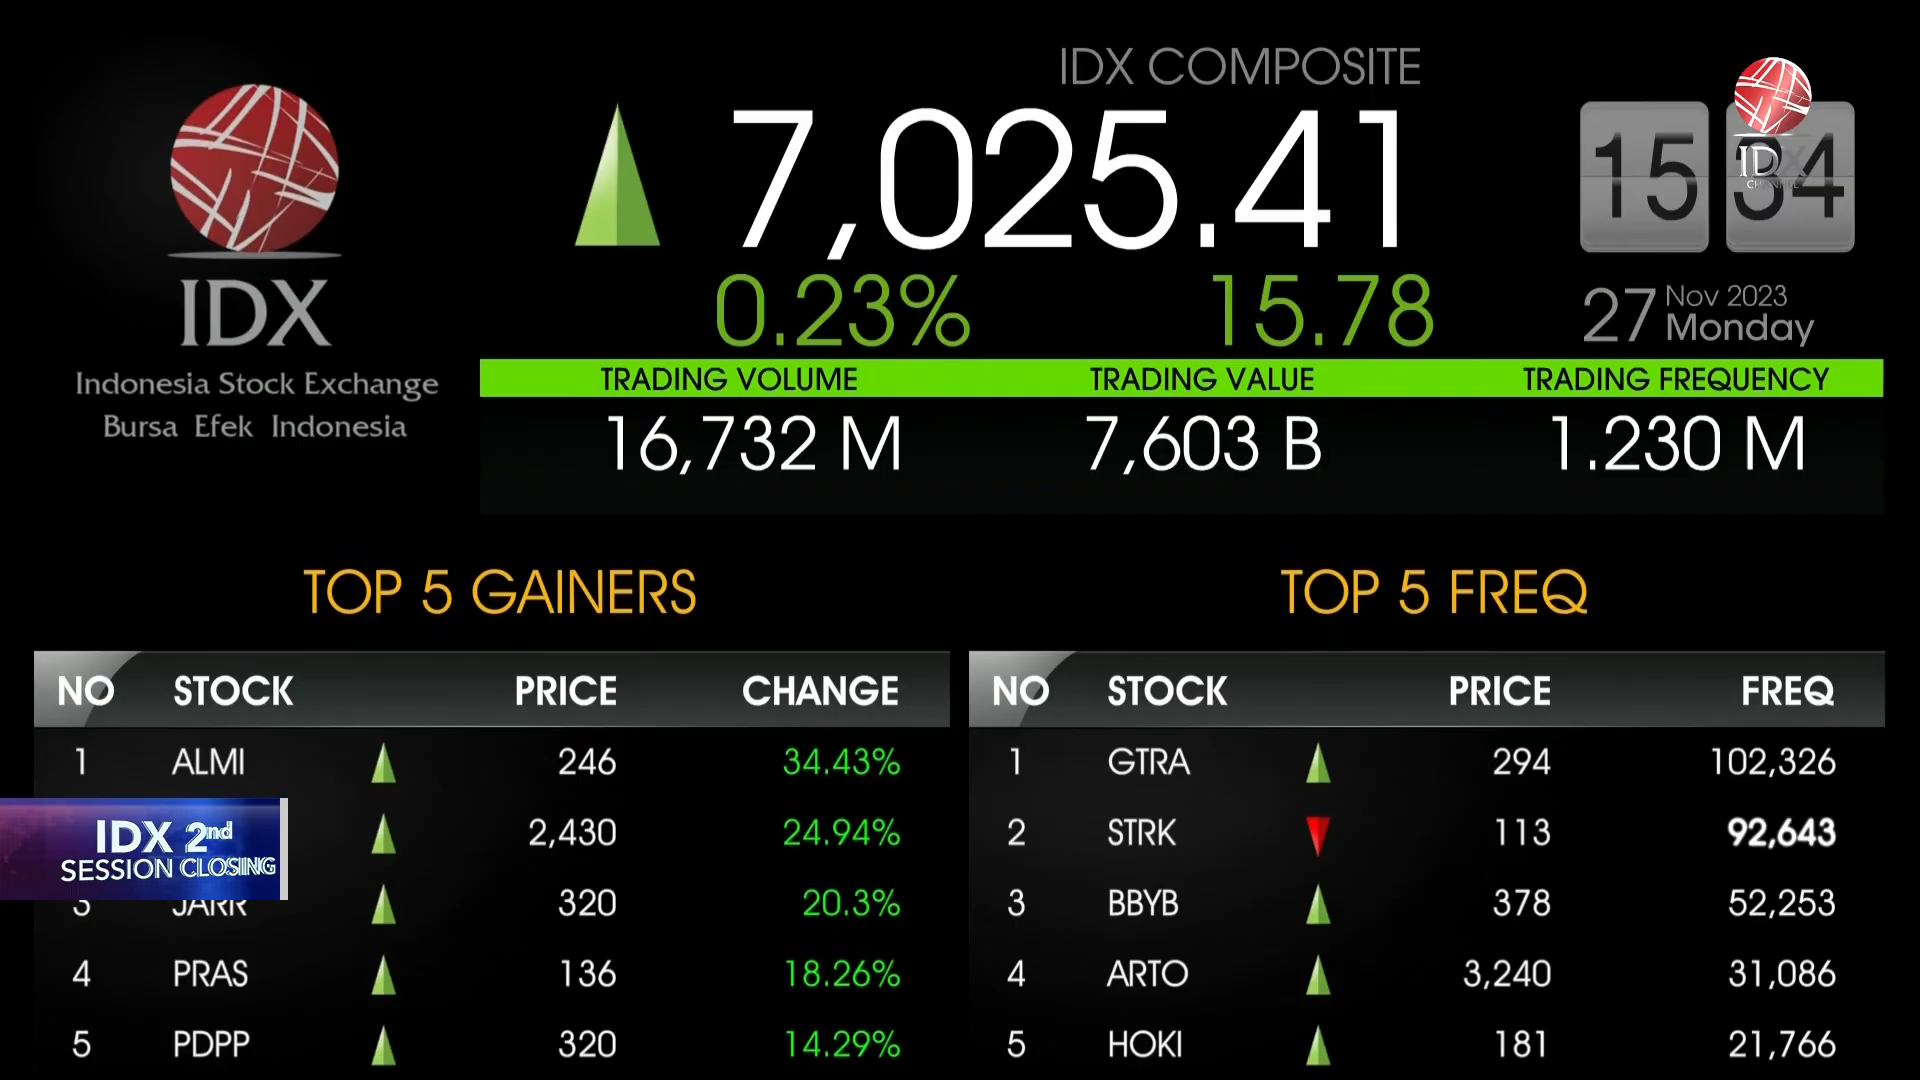 IDX COMPOSITE
7,025.41
0.23% 15.78
15 34
27 Nov 2023
Monday
IDX
Indonesia Stock Exchange
Bursa Efek Indonesia
TRADING VOLUME TRADING VALUE TRADING FREQUENCY
16,732 M 7,603 B 1.230 M
TOP 5 GAINERS
NO STOCK PRICE CHANGE
1 ALMI 246 34.43%
2,430 24.94%
3 JARR 320 20.3%
4 PRAS 136 18.26%
5 PDPP 320 14.29%
TOP 5 FREQ
NO STOCK PRICE FREQ
1 GTRA 294 102,326
2 STRK 113 92,643
3 BBYB 378 52,253
4 ARTO 3,240 31,086
5 HOKI 181 21,766
IDX 2nd
SESSION CLOSING
IDX
CHANNEL